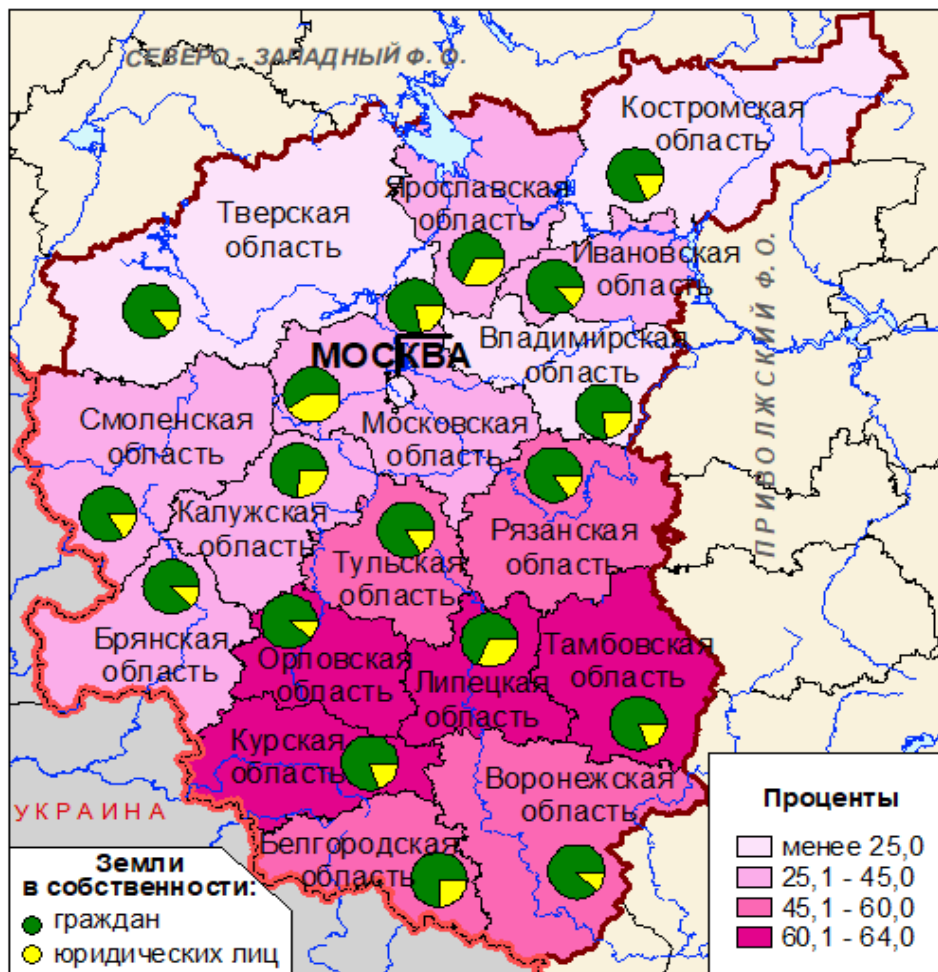 СЕВЕРО - ЗАПАДНЫЙ Ф. О.
Костромская
область
Ярославская
область
Тверская
область
Ивановская
область
ПРИВОЛЖСКИЙ Ф. О.
Владимирская
область
МОСКВА
Смоленская
область
Московская
область
Калужская
область
Рязанская
область
Тульская
область
Брянская
область
Орловская
область
Тамбовская
область
Липецкая
область
Курская
область
Воронежская
область
УКРАИНА
Белгородская
область
Земли
в собственности:
граждан
юридических лиц
Проценты
менее 25,0
25,1 - 45,0
45,1 - 60,0
60,1 - 64,0